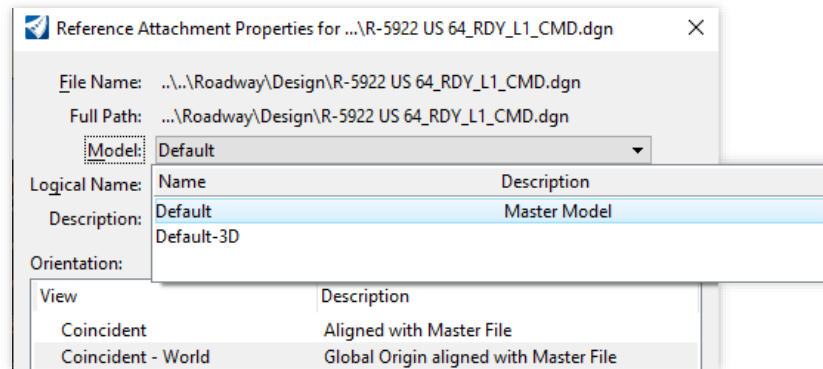 Reference Attachment Properties for ...\R-5922 US 64_RDY_L1_CMD.dgn
File Name: ..\..\Roadway\Design\R-5922 US 64_RDY_L1_CMD.dgn
Full Path: ...\Roadway\Design\R-5922 US 64_RDY_L1_CMD.dgn
Model: Default
Logical Name: Name Description
Description: Default Master Model
Default-3D
Orientation:
View Description
Coincident Aligned with Master File
Coincident - World Global Origin aligned with Master File